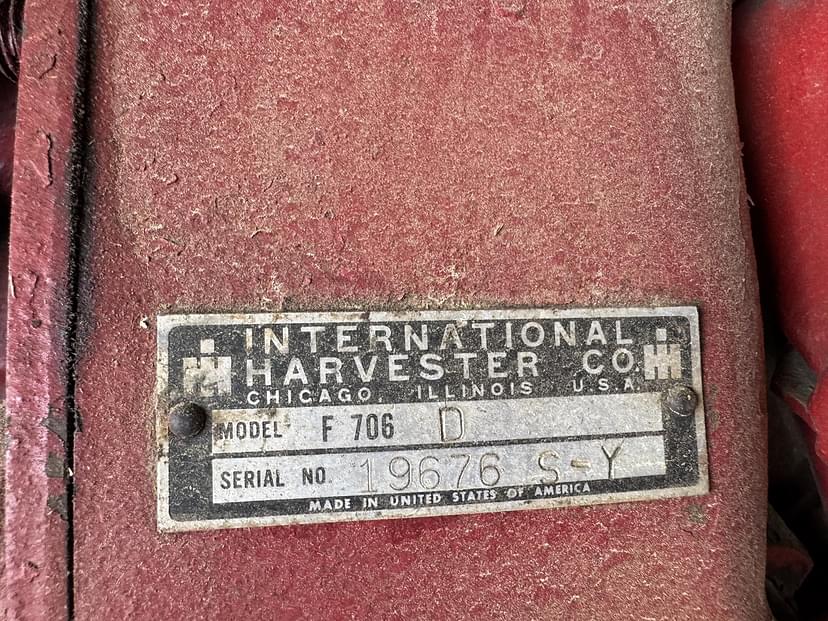 INTERNATIONAL
HARVESTER CO.
CHICAGO, ILLINOIS U.S.A.
MODEL F 706 D
SERIAL NO. 19676 S-Y
MADE IN UNITED STATES OF AMERICA